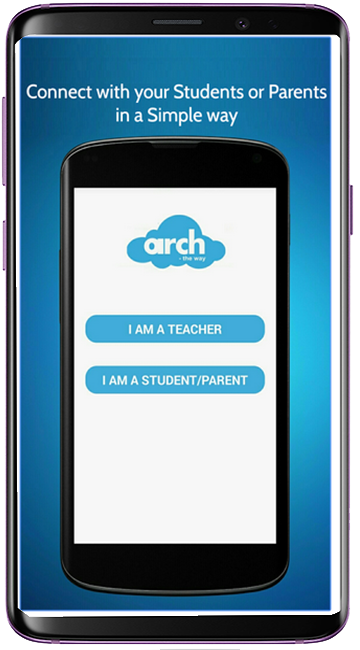 Connect with your Students or Parents
in a Simple way
arch
- the way
I AM A TEACHER
I AM A STUDENT/PARENT